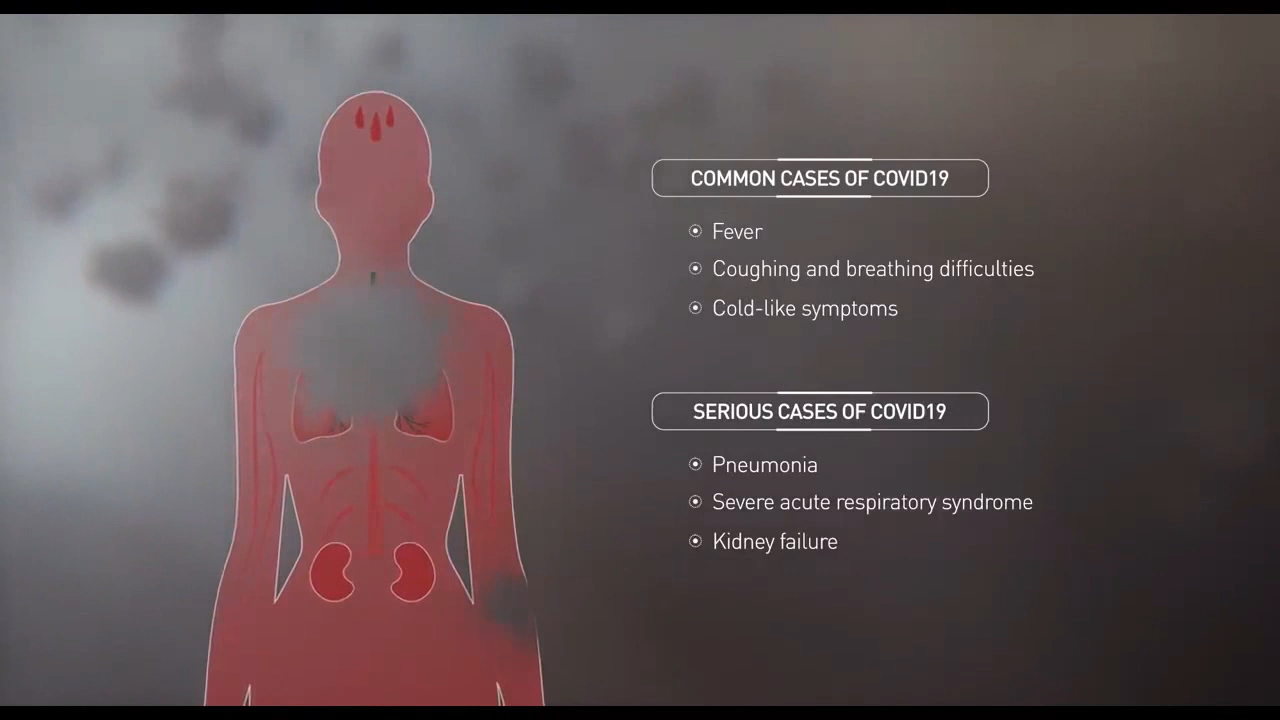 COMMON CASES OF COVID19
Fever
Coughing and breathing difficulties
Cold-like symptoms
SERIOUS CASES OF COVID19
Pneumonia
Severe acute respiratory syndrome
Kidney failure